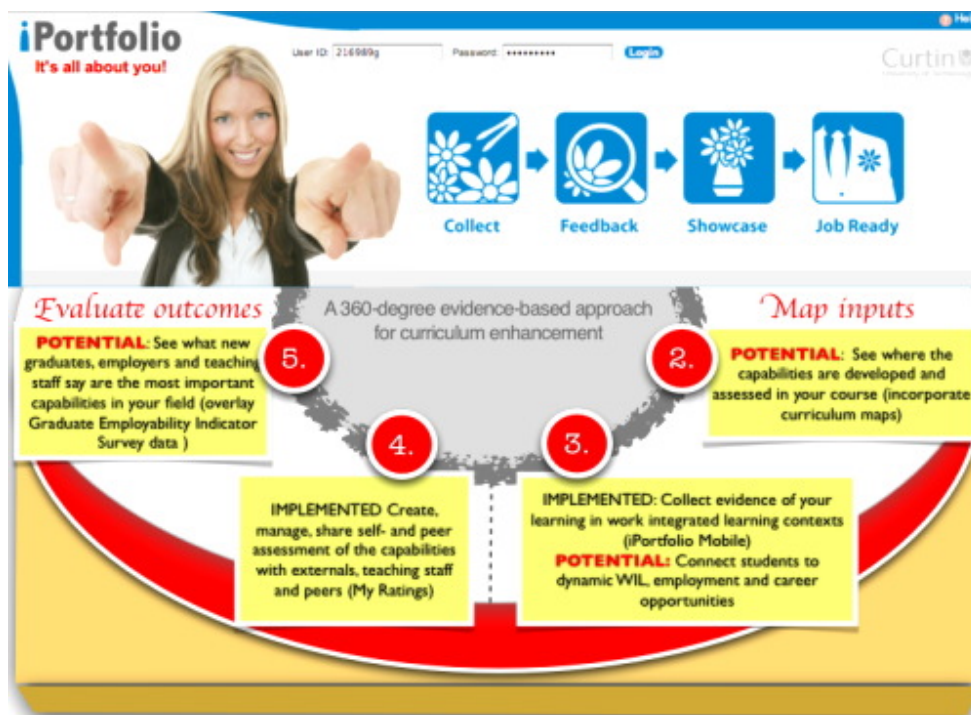 Hel
iPortfolio
It's all about you!
User ID: 216989g Password: ••••••••• Login
Curtin
University of Technology
Collect Feedback Showcase Job Ready
Evaluate outcomes
POTENTIAL: See what new
graduates, employers and teaching
staff say are the most important
capabilities in your field (overlay
Graduate Employability Indicator
Survey data )
A 360-degree evidence-based approach
for curriculum enhancement
Map inputs
POTENTIAL: See where the
capabilities are developed and
assessed in your course (incorporate
curriculum maps)
5.
2.
4.
3.
IMPLEMENTED Create,
manage, share self- and peer
assessment of the capabilities
with externals, teaching staff
and peers (My Ratings)
IMPLEMENTED: Collect evidence of your
learning in work integrated learning contexts
(iPortfolio Mobile)
POTENTIAL: Connect students to
dynamic WIL, employment and career
opportunities